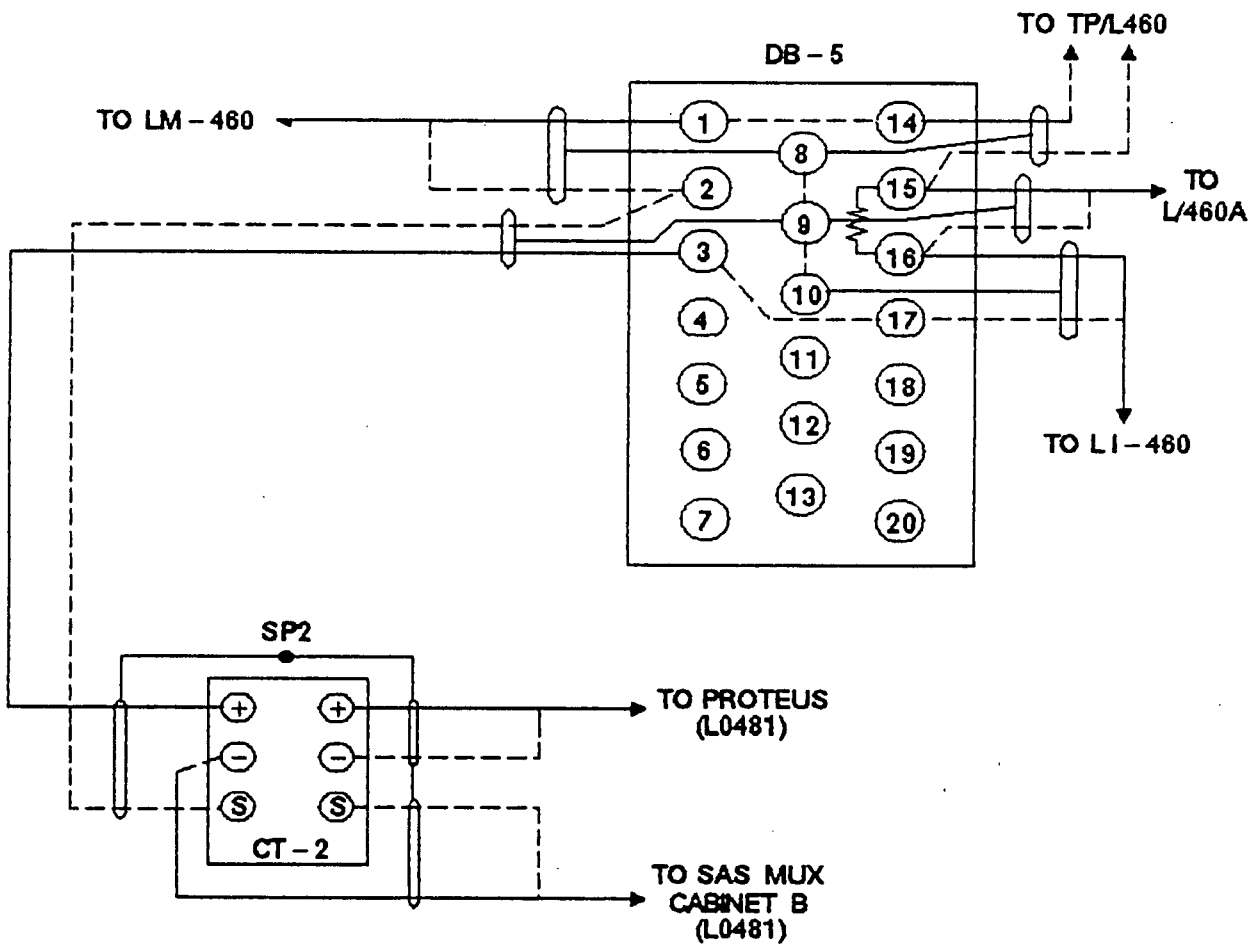 TO TP/L460
DB-5
TO LM-460
1
14
8
2
15
TO
L/460A
9
3
16
10
4
17
11
5
18
12
TO LI-460
6
19
13
7
20
SP2
+
+
TO PROTEUS
(L0481)
-
-
S
S
CT-2
TO SAS MUX
CABINET B
(L0481)